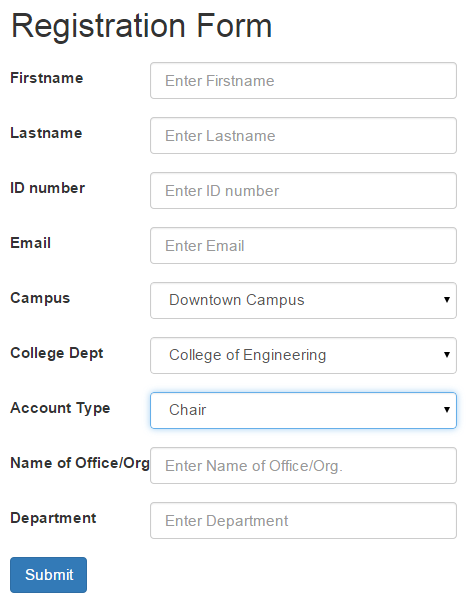 Registration Form
Firstname Enter Firstname
Lastname Enter Lastname
ID number Enter ID number
Email Enter Email
Campus Downtown Campus
College Dept College of Engineering
Account Type Chair
Name of Office/Org Enter Name of Office/Org.
Department Enter Department
Submit